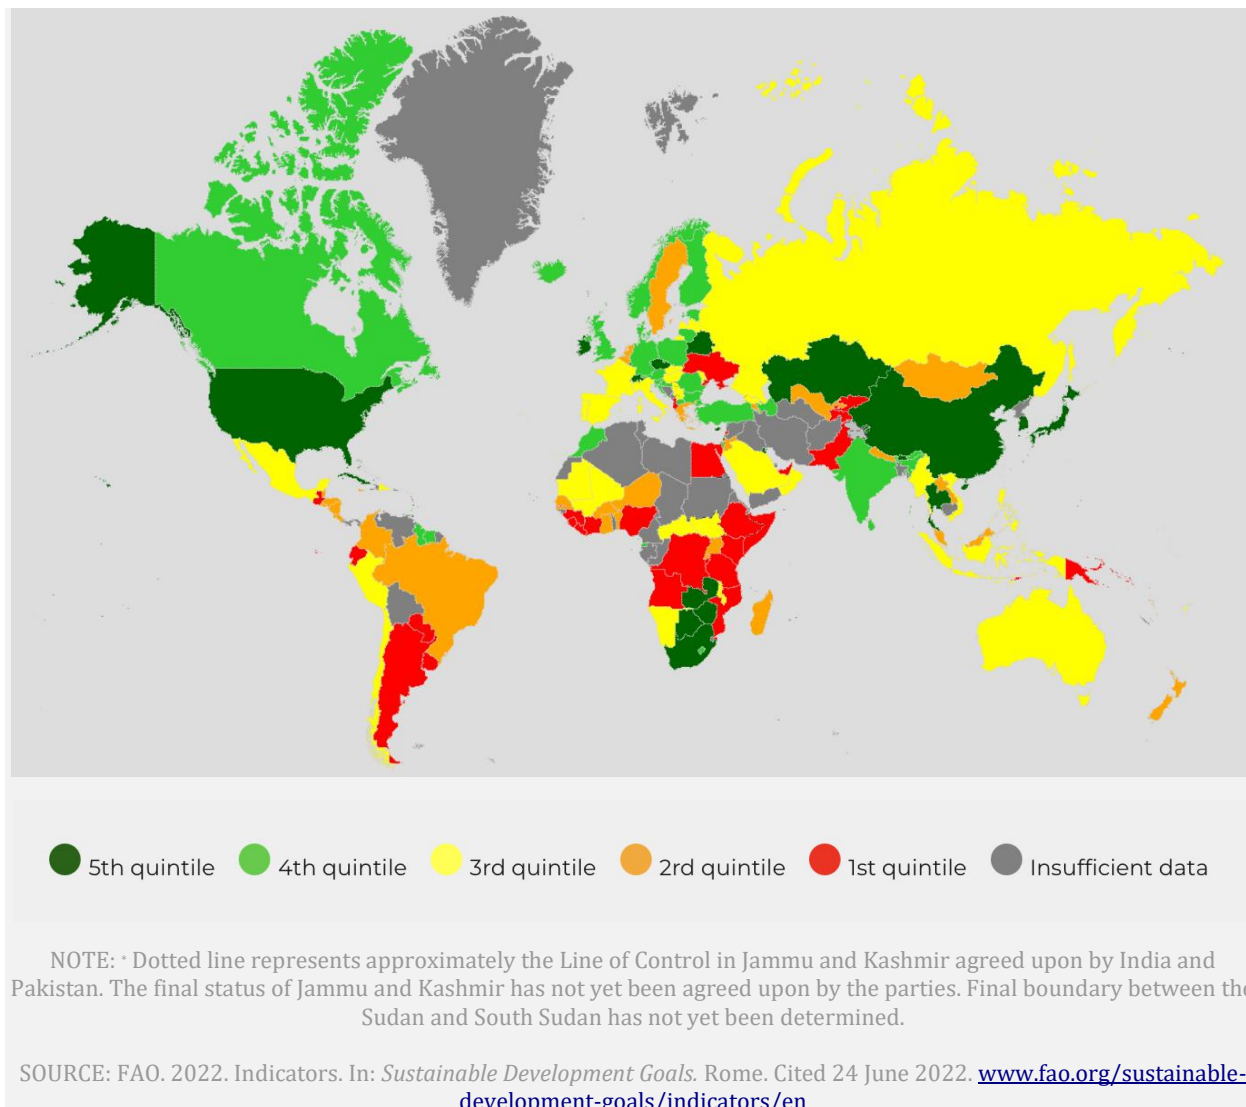 5th quintile 4th quintile 3rd quintile 2rd quintile 1st quintile Insufficient data
NOTE: * Dotted line represents approximately the Line of Control in Jammu and Kashmir agreed upon by India and
Pakistan. The final status of Jammu and Kashmir has not yet been agreed upon by the parties. Final boundary between the
Sudan and South Sudan has not yet been determined.
SOURCE: FAO. 2022. Indicators. In: Sustainable Development Goals. Rome. Cited 24 June 2022. www.fao.org/sustainable-
development-goals/indicators/en